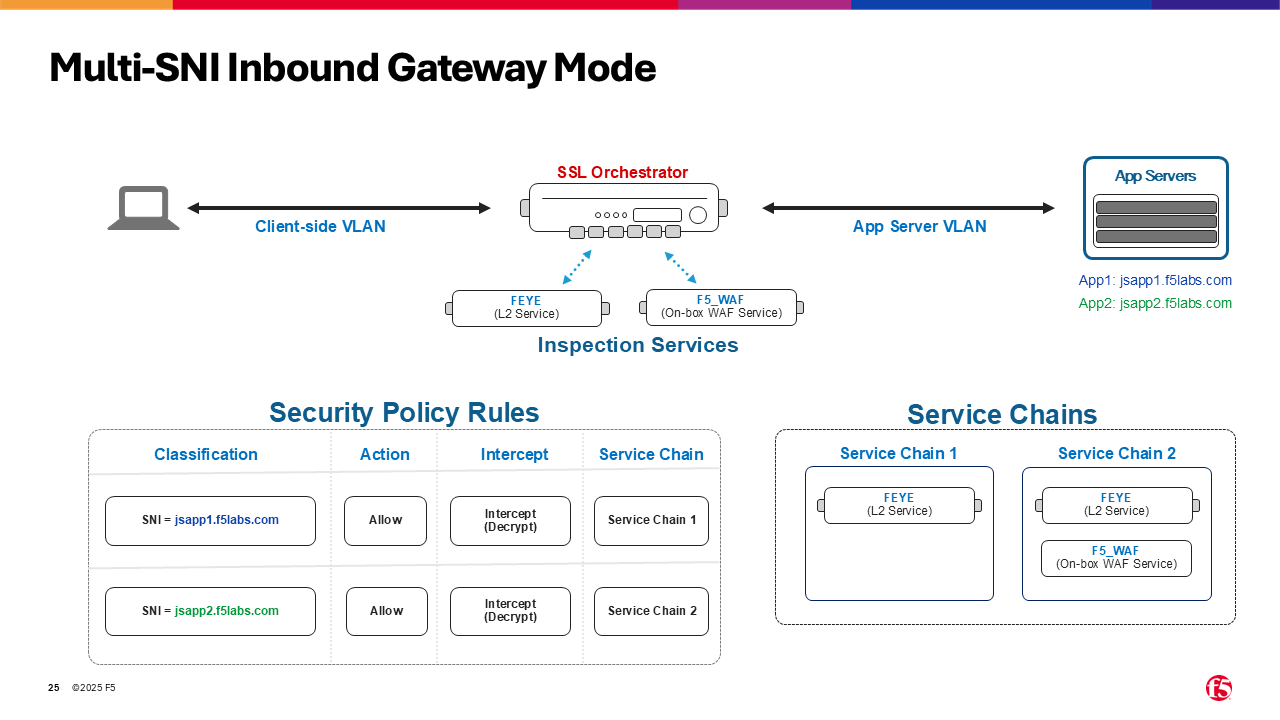 Multi-SNI Inbound Gateway Mode
SSL Orchestrator
Client-side VLAN
App Server VLAN
App Servers
App1: jsapp1.f5labs.com
App2: jsapp2.f5labs.com
FEYE
(L2 Service)
F5_WAF
(On-box WAF Service)
Inspection Services
Security Policy Rules
Classification
Action
Intercept
Service Chain
SNI = jsapp1.f5labs.com
Allow
Intercept
(Decrypt)
Service Chain 1
SNI = jsapp2.f5labs.com
Allow
Intercept
(Decrypt)
Service Chain 2
Service Chains
Service Chain 1
FEYE
(L2 Service)
Service Chain 2
FEYE
(L2 Service)
F5_WAF
(On-box WAF Service)
25 ©2025 F5
f5